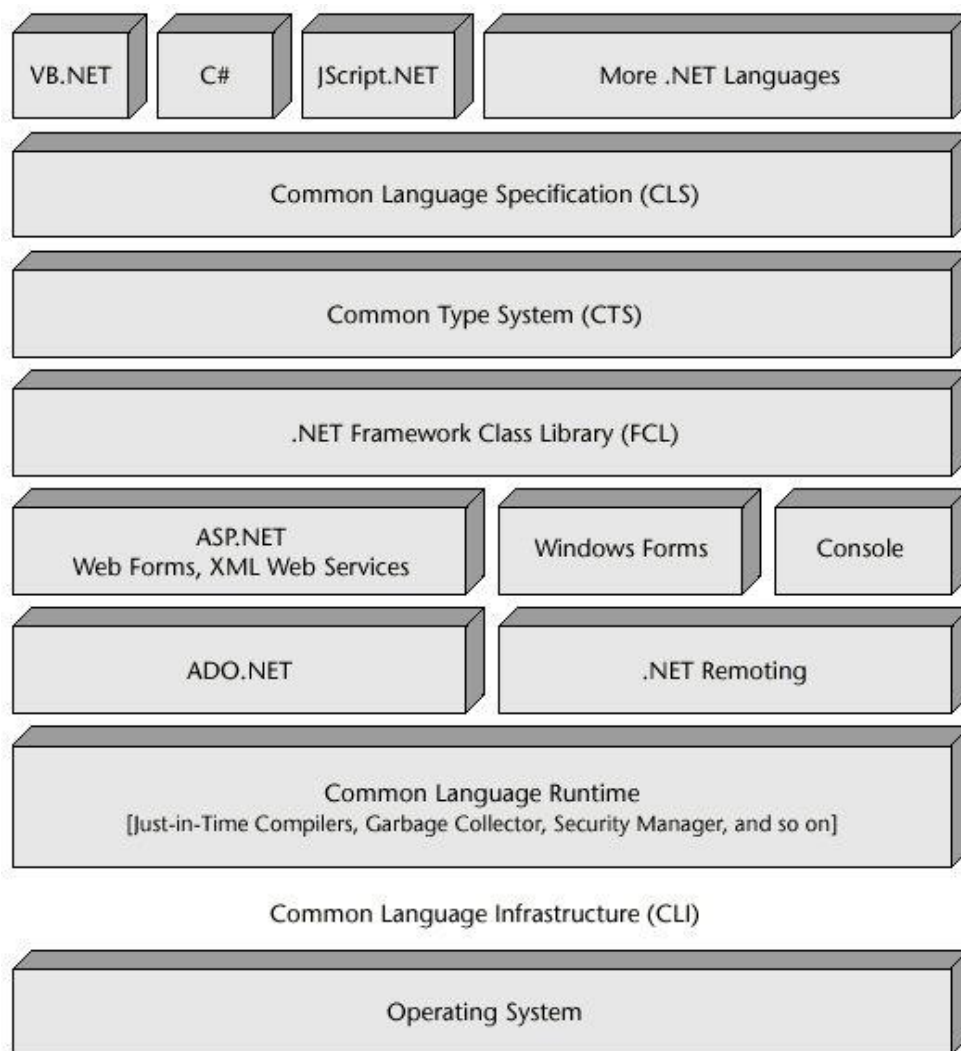 VB.NET
C#
JScript.NET
More .NET Languages
Common Language Specification (CLS)
Common Type System (CTS)
.NET Framework Class Library (FCL)
ASP.NET
Web Forms, XML Web Services
Windows Forms
Console
ADO.NET
.NET Remoting
Common Language Runtime
[Just-in-Time Compilers, Garbage Collector, Security Manager, and so on]
Common Language Infrastructure (CLI)
Operating System